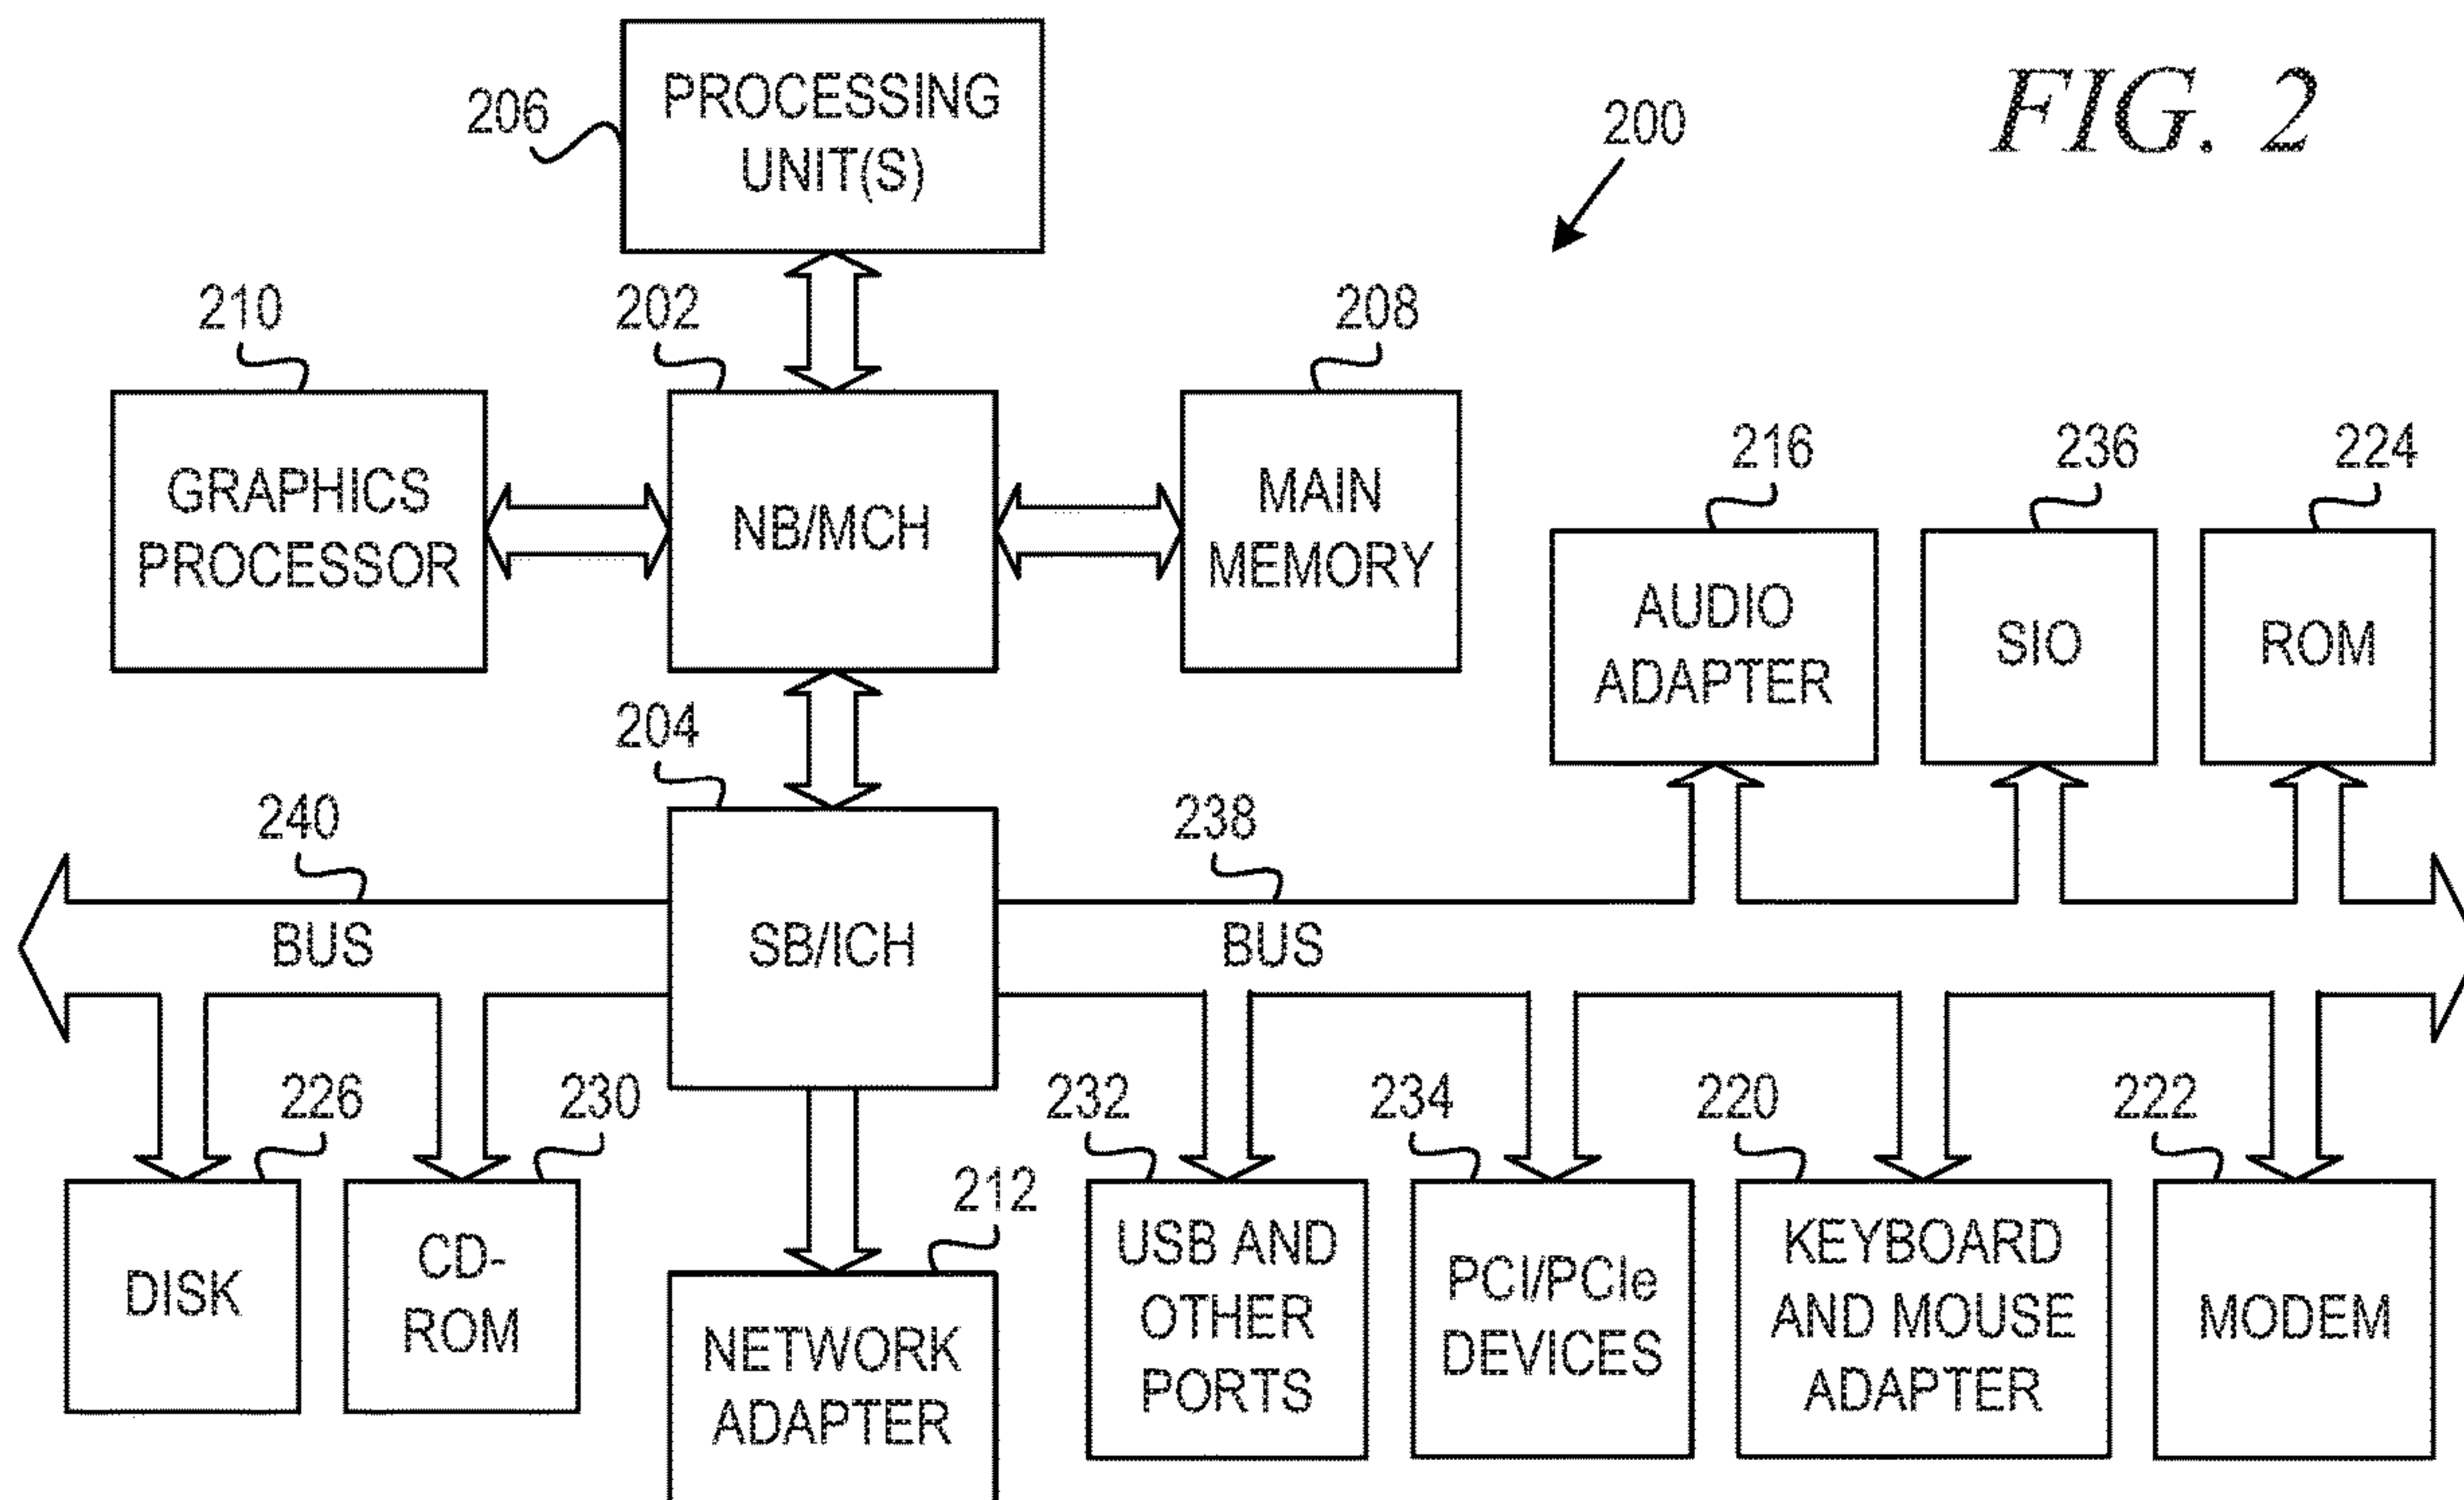 FIG. 2
200
206
PROCESSING
UNIT(S)
210
202
208
GRAPHICS
PROCESSOR
NB/MCH
MAIN
MEMORY
216
236
224
AUDIO
ADAPTER
SIO
ROM
204
240
238
BUS
SB/ICH
BUS
226
230
212
232
234
220
222
DISK
CD-
ROM
NETWORK
ADAPTER
USB AND
OTHER
PORTS
PCI/PCIe
DEVICES
KEYBOARD
AND MOUSE
ADAPTER
MODEM